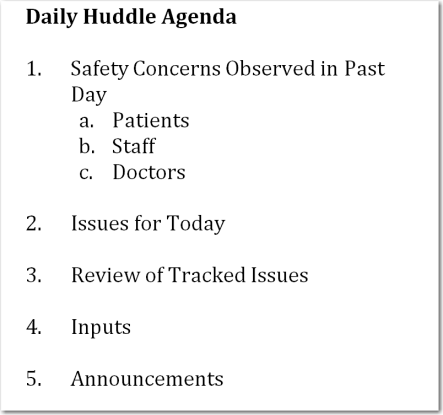 Daily Huddle Agenda
1. Safety Concerns Observed in Past
Day
a. Patients
b. Staff
c. Doctors
2. Issues for Today
3. Review of Tracked Issues
4. Inputs
5. Announcements